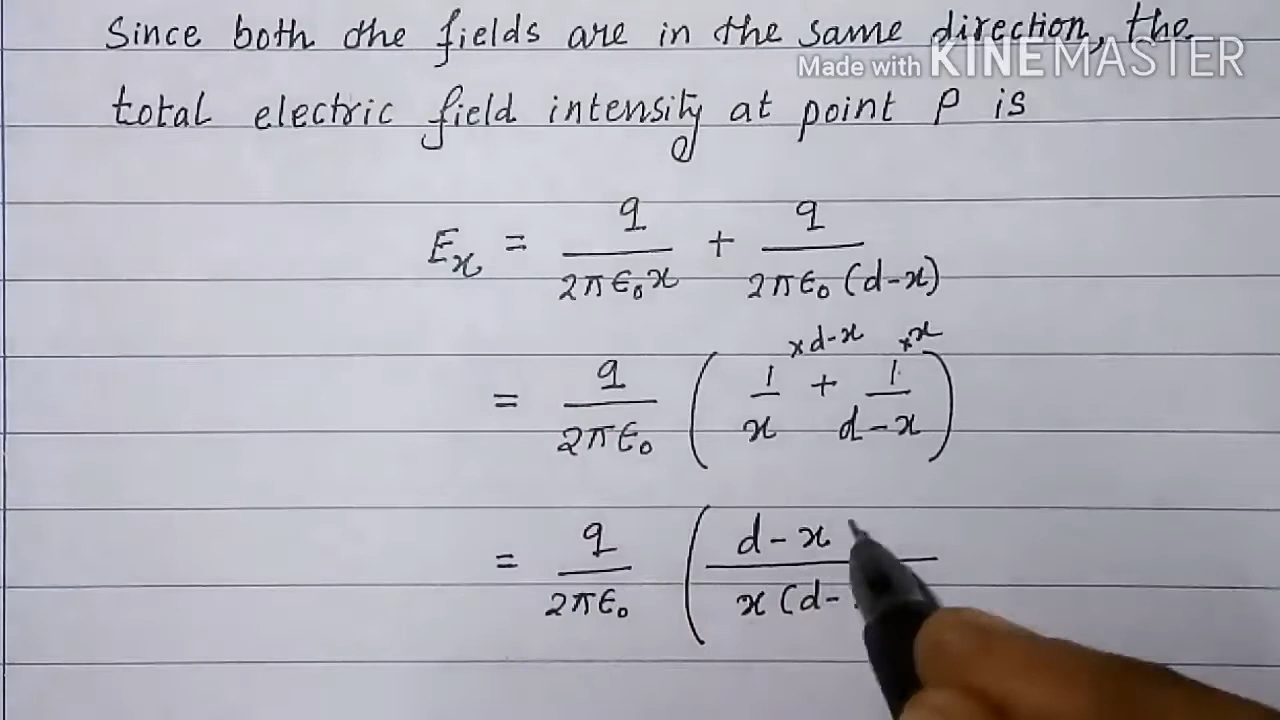 Since both the fields are in the same direction, the
Made with KINEMASTER
total electric field intensity at point P is
Eₓ = q/(2πϵ₀x) + q/(2πϵ₀(d-x))
×d-x ×x
= q/(2πϵ₀) (1/x + 1/(d-x))
= q/(2πϵ₀) ((d-x)/(x(d-